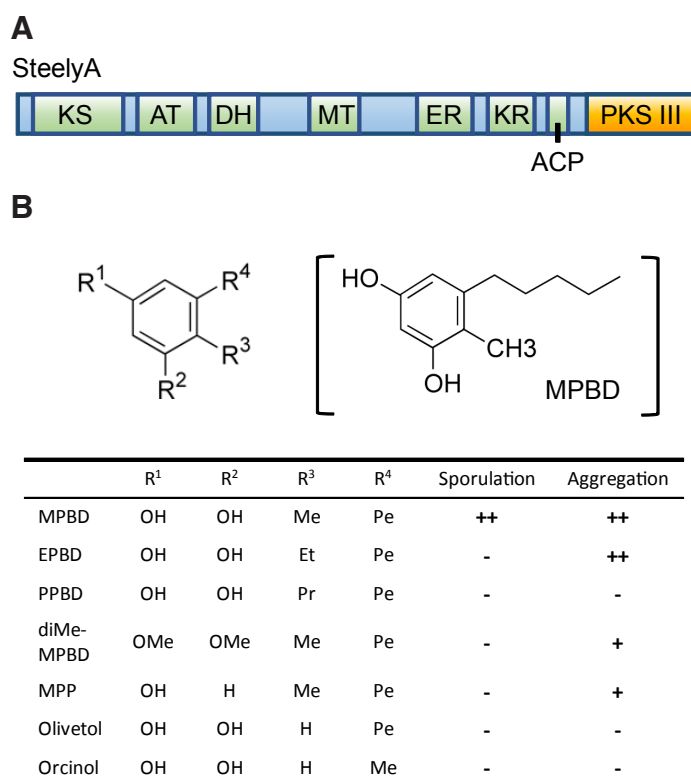 A
SteelyA
KS AT DH MT ER KR PKS III
ACP
B
R1 R4 R3 R2
HO CH3 OH MPBD
R1 R2 R3 R4 Sporulation Aggregation
MPBD OH OH Me Pe ++ ++
EPBD OH OH Et Pe - ++
PPBD OH OH Pr Pe - -
diMe-
MPBD OMe OMe Me Pe - +
MPP OH H Me Pe - +
Olivetol OH OH H Pe - -
Orcinol OH OH H Me - -